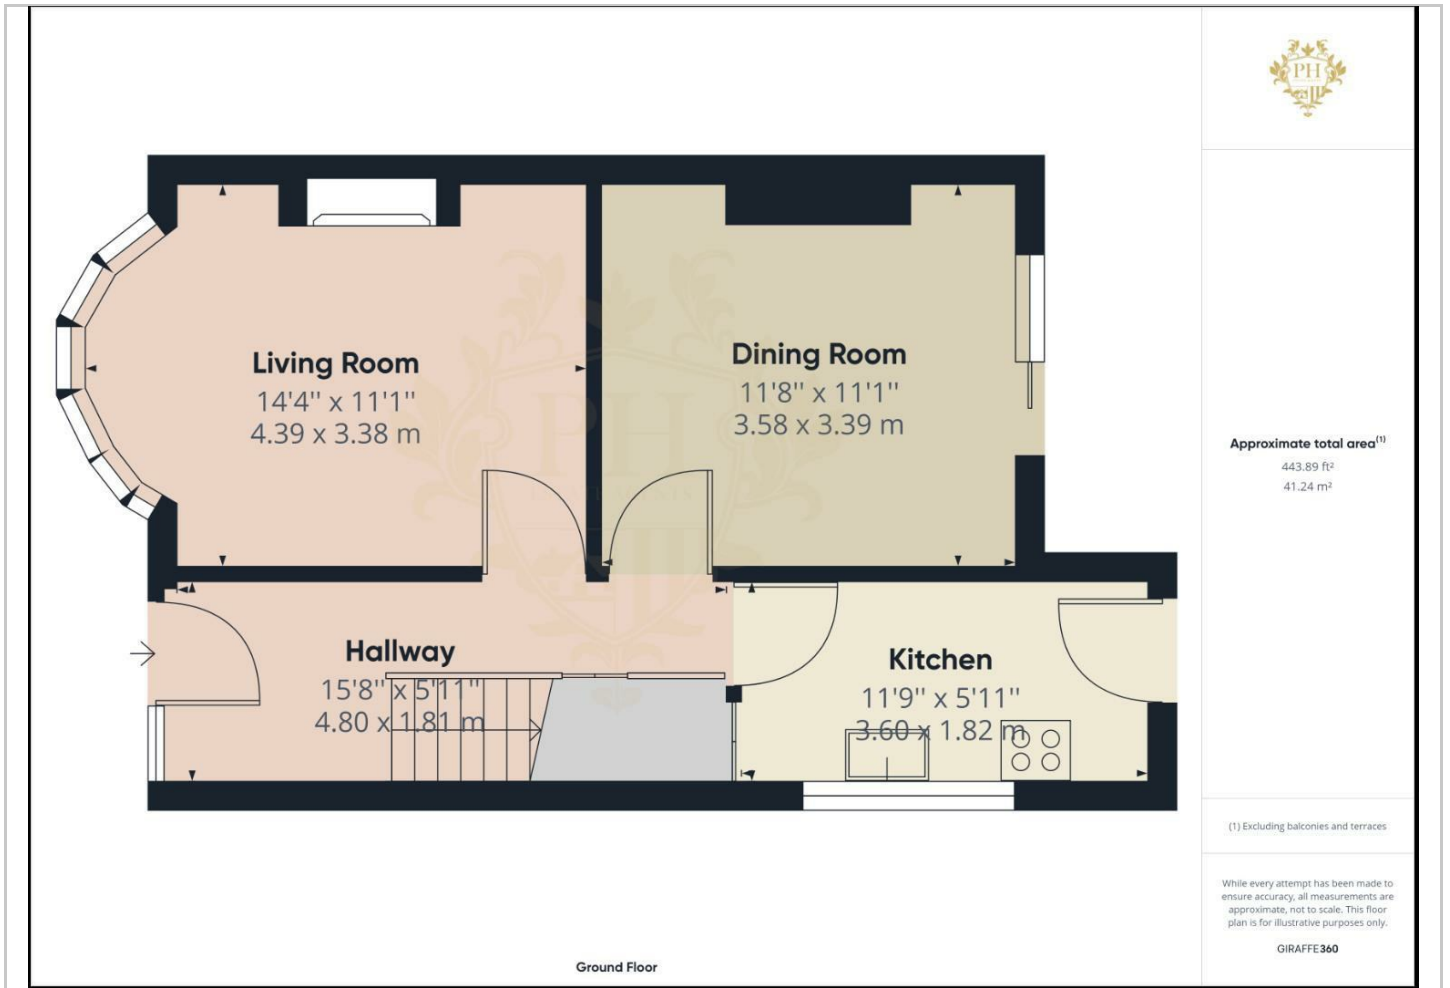 PH
Living Room
14'4" x 11'1"
4.39 x 3.38 m
Dining Room
11'8" x 11'1"
3.58 x 3.39 m
Hallway
15'8" x 5'11"
4.80 x 1.81 m
Kitchen
11'9" x 5'11"
3.60 x 1.82 m
PH
Ground Floor
Approximate total area(1)
443.89 ft²
41.24 m²
(1) Excluding balconies and terraces
While every attempt has been made to
ensure accuracy, all measurements are
approximate, not to scale. This floor
plan is for illustrative purposes only.
GIRAFFE360